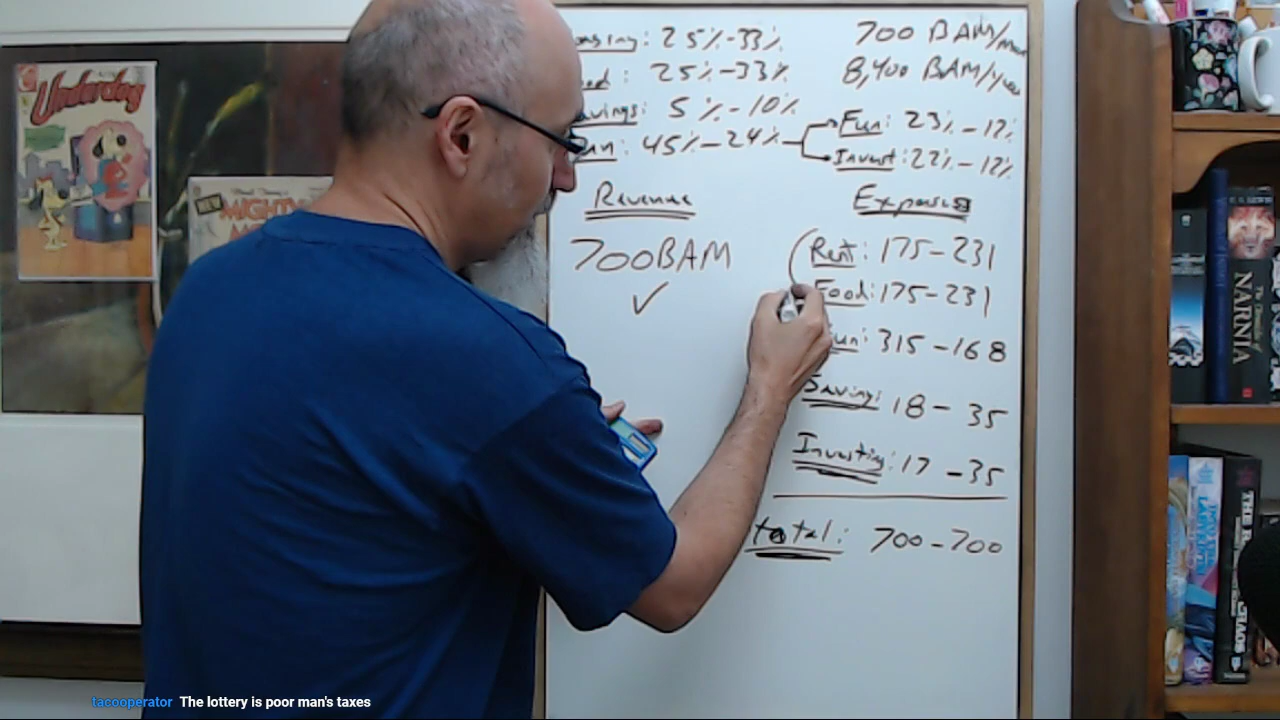 Underdog
NEW
MIGHTY
25%-33%
25%-33%
5%-10%
45%-24%
700 BAM/
8,400 BAM/
Fun: 23%-12%
Invest: 22%-12%
Revenue
700BAM
✓
Expenses
Rent: 175-231
Food: 175-231
315-168
Savings 18-35
Investing: 17-35
total: 700-700
NARNIA
tacooperator The lottery is poor man's taxes